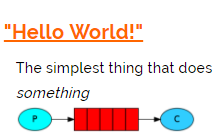 "Hello World!"
The simplest thing that does
something
P C